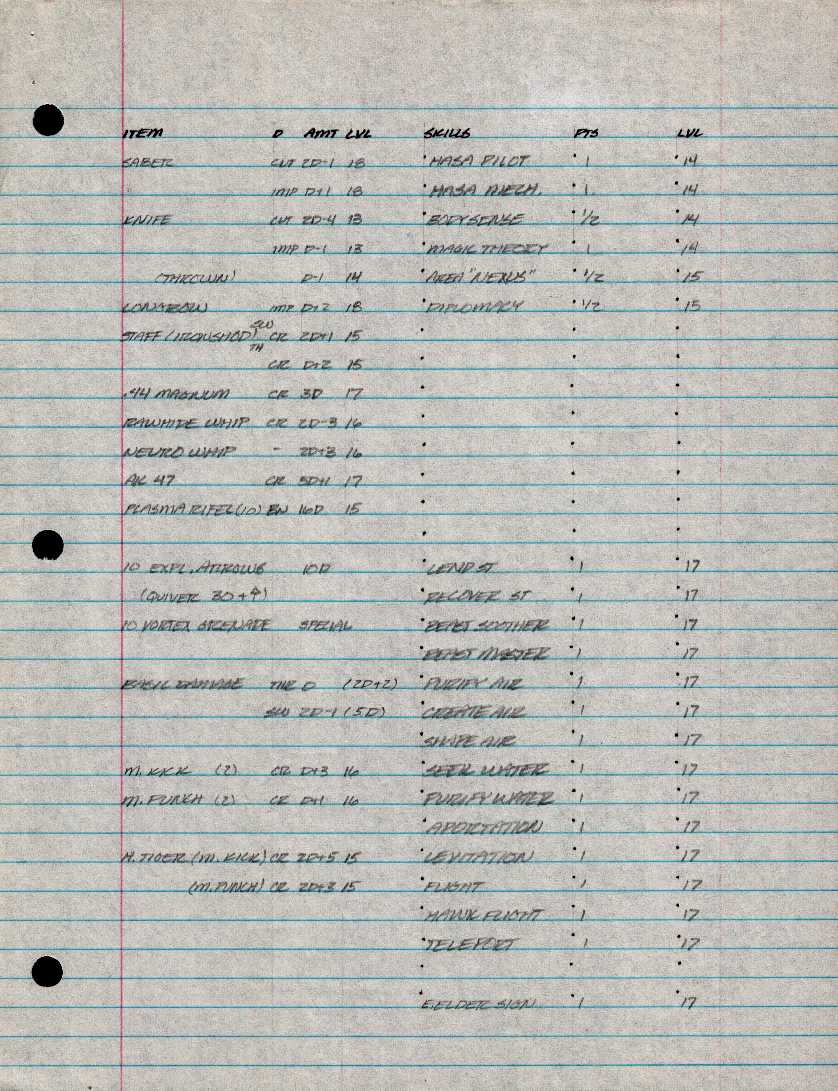 ITEM D AMT LVL SKILLS PTS LVL
SABER CUT 2D-1 18 MASA PILOT 1 14
IMP D+1 18 MASA MECH. 1 14
KNIFE CUT 2D-4 13 BODY SENSE 1/2 14
IMP D-1 13 MAGIC THEORY 1 14
(THROWN) D-1 14 AREA "NEXUS" 1/2 15
LONGBOW IMP D+2 18 DIPLOMACY 1/2 15
STAFF (IRONSHOD) SW CR 2D+1 15
TH CR D+2 15
.44 MAGNUM CR 3D 17
RAWHIDE WHIP CR 2D-3 16
NEURO WHIP - 2D+3 16
AK 47 CR 5D+1 17
PLASMA RIFEL (10) BN 16D 15
10 EXPL. ARROWS 10D LEND ST 1 17
(QUIVER 30+ ) RECOVER ST 1 17
10 VORTEX GRENADE SPECIAL BEAST SOOTHER 1 17
BEAST MASTER 1 17
BASIC DAMAGE THR D (2D+2) PURIFY AIR 1 17
SW 2D-1 (5D) CREATE AIR 1 17
SHAPE AIR 1 17
M. KICK (2) CR D+3 16 SEEK WATER 1 17
M. PUNCH (2) CR D+1 16 PURIFY WATER 1 17
APORTATION 1 17
H. TIGER (M. KICK) CR 2D+5 15 LEVITATION 1 17
(M. PUNCH) CR 2D+3 15 FLIGHT 1 17
HAWK FLIGHT 1 17
TELEPORT 1 17
E. ELDER SIGN 1 17